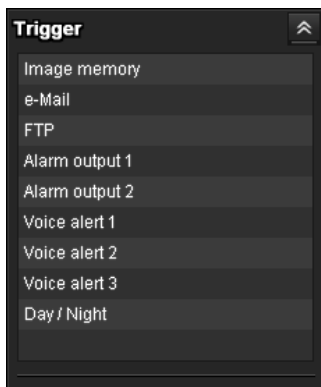 Trigger
Image memory
e-Mail
FTP
Alarm output 1
Alarm output 2
Voice alert 1
Voice alert 2
Voice alert 3
Day / Night